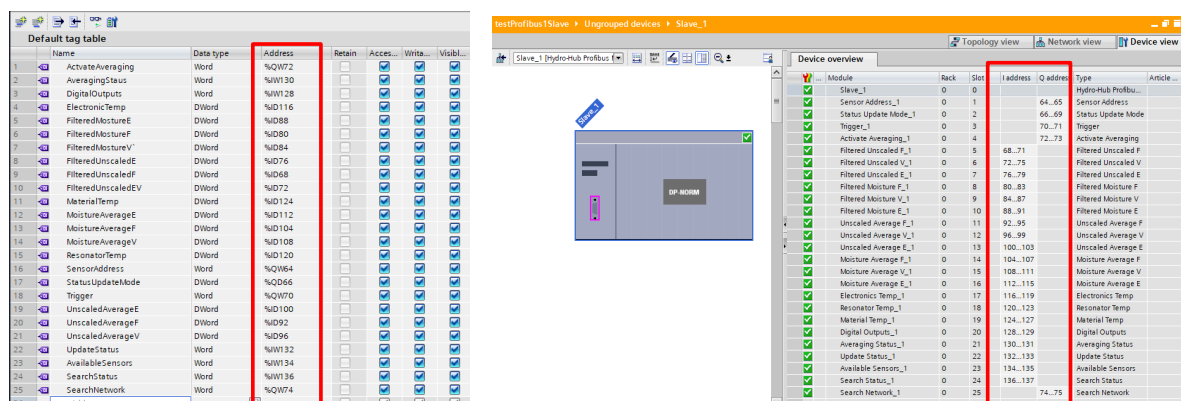 Default tag table
Name Data type Address Retain Acces... Writa... Visibl...
1 ActvateAveraging Word %QW72
2 AveragingStaus Word %IW130
3 DigitalOutputs Word %IW128
4 ElectronicTemp DWord %ID116
5 FilteredMostureE DWord %ID88
6 FilteredMostureF DWord %ID80
7 FilteredMostureV` DWord %ID84
8 FilteredUnscaledE DWord %ID76
9 FilteredUnscaledF DWord %ID68
10 FilteredUnscaledEV DWord %ID72
11 MaterialTemp DWord %ID124
12 MoistureAverageE DWord %ID112
13 MoistureAverageF DWord %ID104
14 MoistureAverageV DWord %ID108
15 ResonatorTemp DWord %ID120
16 SensorAddress Word %QW64
17 StatusUpdateMode DWord %QD66
18 Trigger Word %QW70
19 UnscaledAverageE DWord %ID100
20 UnscaledAverageF DWord %ID92
21 UnscaledAverageV DWord %ID96
22 UpdateStatus Word %IW132
23 AvailableSensors Word %IW134
24 SearchStatus Word %IW136
25 SearchNetwork Word %QW74
testProfibus1Slave ▸ Ungrouped devices ▸ Slave_1
Topology view Network view Device view
Slave_1 [Hydro-Hub Profibus
Slave_1
DP-NORM
Device overview
... Module Rack Slot I address Q address Type Article ...
Slave_1 0 0 Hydro-Hub Profibu...
Sensor Address_1 0 1 64...65 Sensor Address
Status Update Mode_1 0 2 66...69 Status Update Mode
Trigger_1 0 3 70...71 Trigger
Activate Averaging_1 0 4 72...73 Activate Averaging
Filtered Unscaled F_1 0 5 68...71 Filtered Unscaled F
Filtered Unscaled V_1 0 6 72...75 Filtered Unscaled V
Filtered Unscaled E_1 0 7 76...79 Filtered Unscaled E
Filtered Moisture F_1 0 8 80...83 Filtered Moisture F
Filtered Moisture V_1 0 9 84...87 Filtered Moisture V
Filtered Moisture E_1 0 10 88...91 Filtered Moisture E
Unscaled Average F_1 0 11 92...95 Unscaled Average F
Unscaled Average V_1 0 12 96...99 Unscaled Average V
Unscaled Average E_1 0 13 100...103 Unscaled Average E
Moisture Average F_1 0 14 104...107 Moisture Average F
Moisture Average V_1 0 15 108...111 Moisture Average V
Moisture Average E_1 0 16 112...115 Moisture Average E
Electronics Temp_1 0 17 116...119 Electronics Temp
Resonator Temp_1 0 18 120...123 Resonator Temp
Material Temp_1 0 19 124...127 Material Temp
Digital Outputs_1 0 20 128...129 Digital Outputs
Averaging Status_1 0 21 130...131 Averaging Status
Update Status_1 0 22 132...133 Update Status
Available Sensors_1 0 23 134...135 Available Sensors
Search Status_1 0 24 136...137 Search Status
Search Network_1 0 25 74...75 Search Network